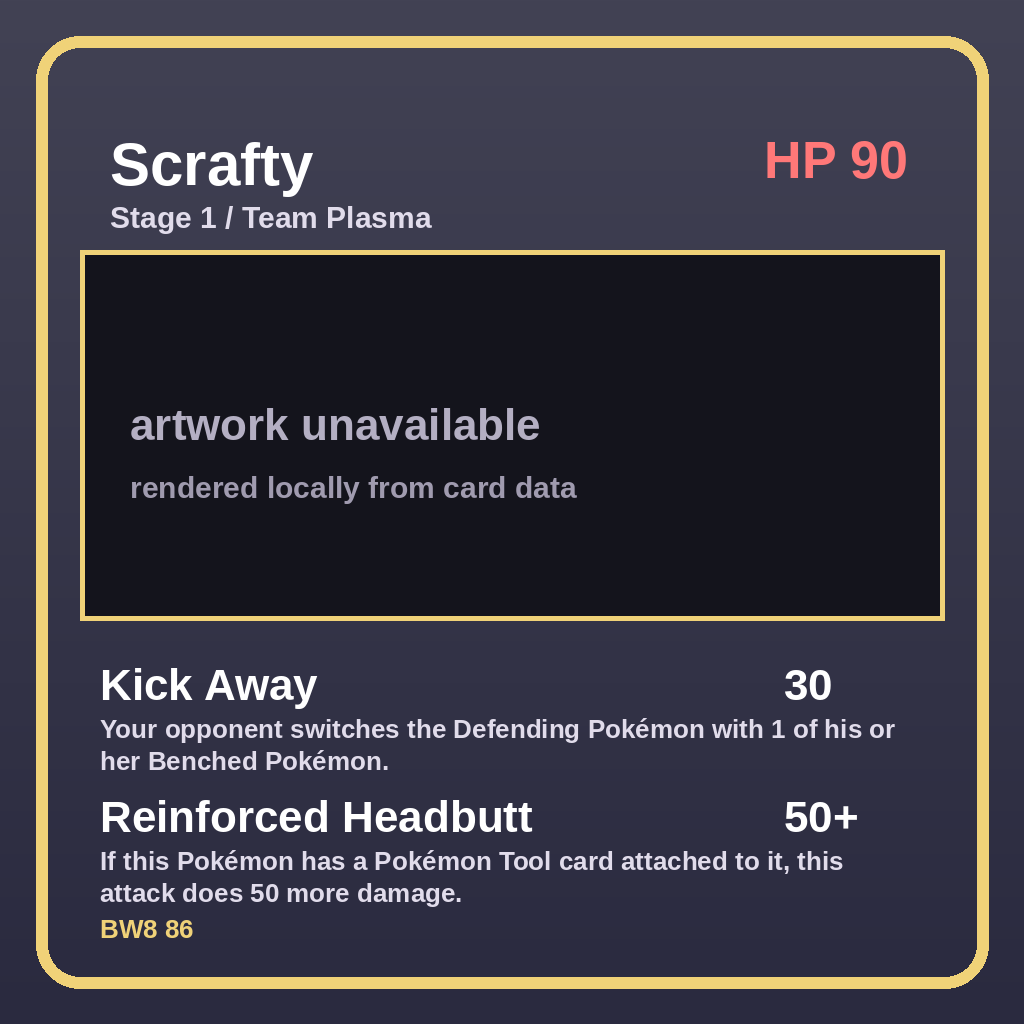 Scrafty
HP 90
Stage 1 / Team Plasma
artwork unavailable
rendered locally from card data
Kick Away 30
Your opponent switches the Defending Pokémon with 1 of his or
her Benched Pokémon.
Reinforced Headbutt 50+
If this Pokémon has a Pokémon Tool card attached to it, this
attack does 50 more damage.
BW8 86